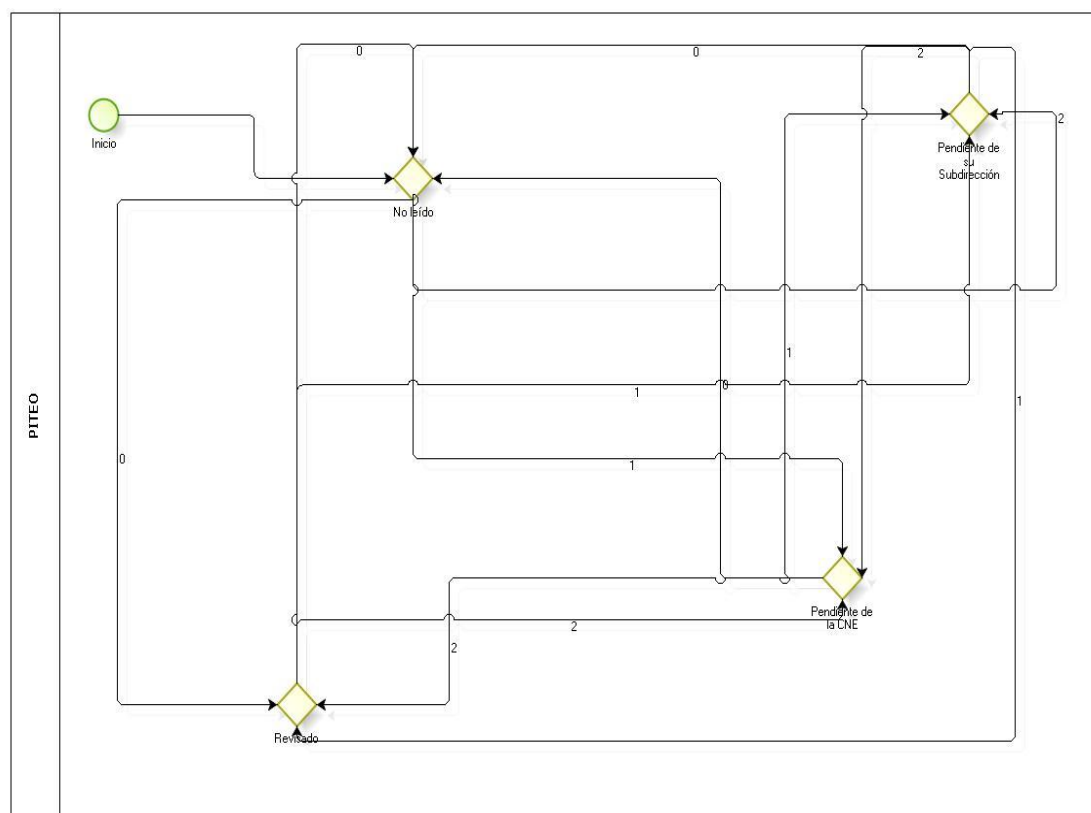 PITEO
0
0
2
Inicio
2
Pendiente de
su
Subdirección
0
No leído
1
0
1
1
0
1
Pendiente de
la CNE
2
2
Revisado